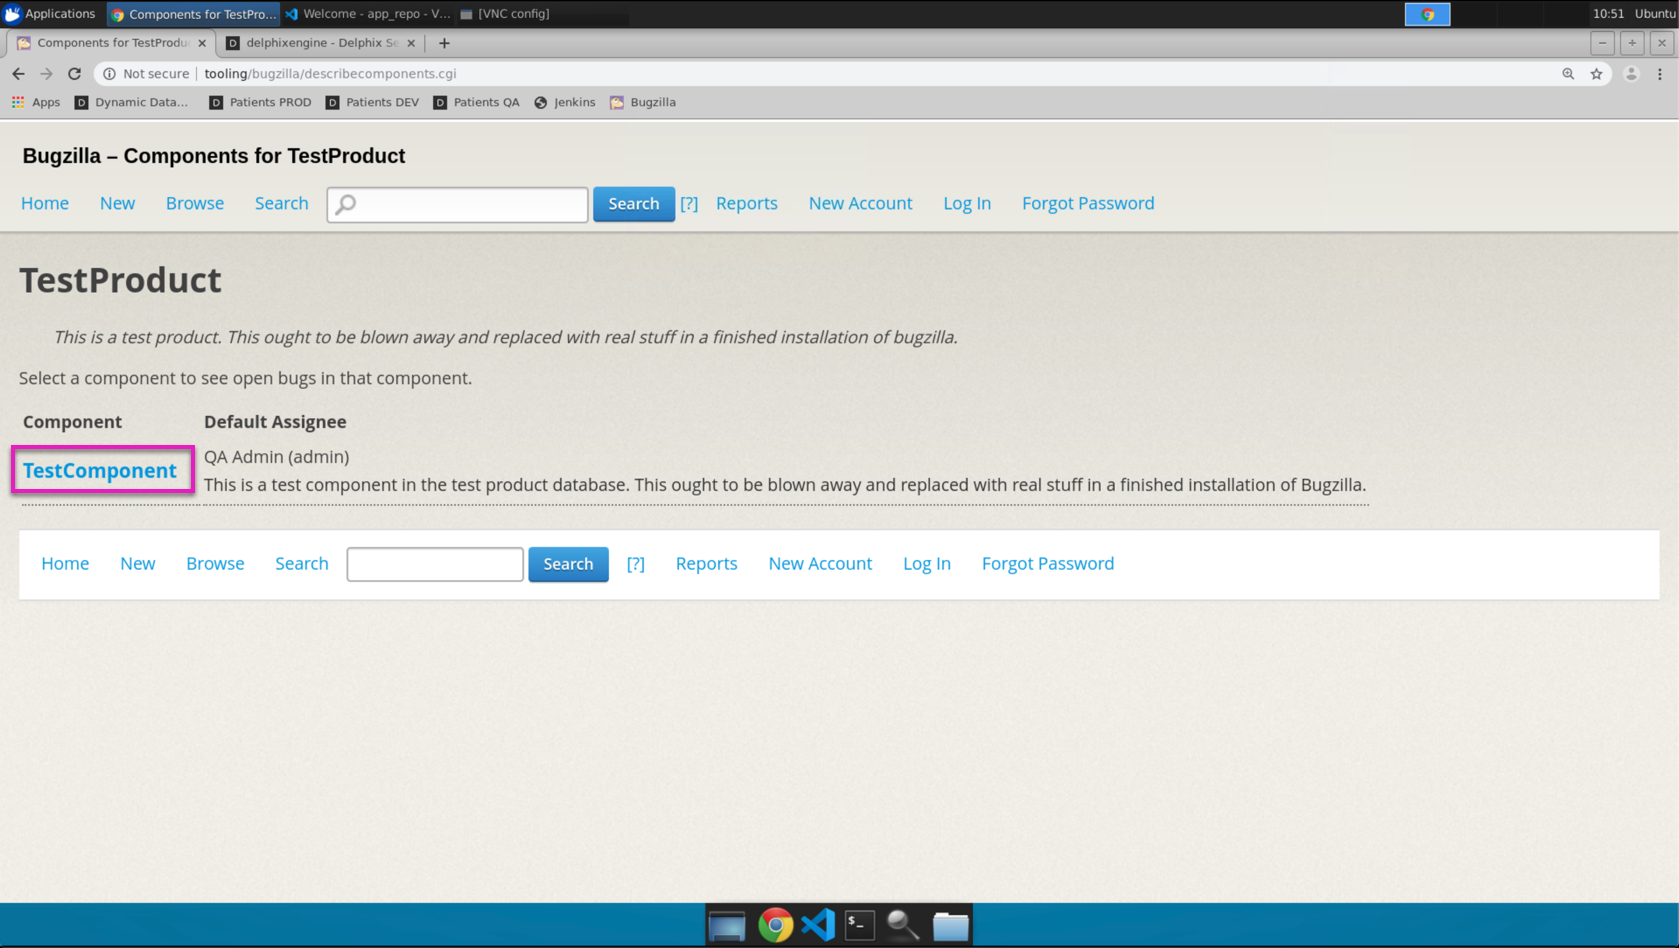 Applications Components for TestPro... Welcome - app_repo - V... [VNC config] 10:51 Ubuntu
Components for TestProdu delphixengine - Delphix Se
Not secure tooling/bugzilla/describecomponents.cgi
Apps Dynamic Data... Patients PROD Patients DEV Patients QA Jenkins Bugzilla
Bugzilla – Components for TestProduct
Home New Browse Search Search [?] Reports New Account Log In Forgot Password
TestProduct
This is a test product. This ought to be blown away and replaced with real stuff in a finished installation of bugzilla.
Select a component to see open bugs in that component.
Component Default Assignee
TestComponent QA Admin (admin)
This is a test component in the test product database. This ought to be blown away and replaced with real stuff in a finished installation of Bugzilla.
Home New Browse Search Search [?] Reports New Account Log In Forgot Password